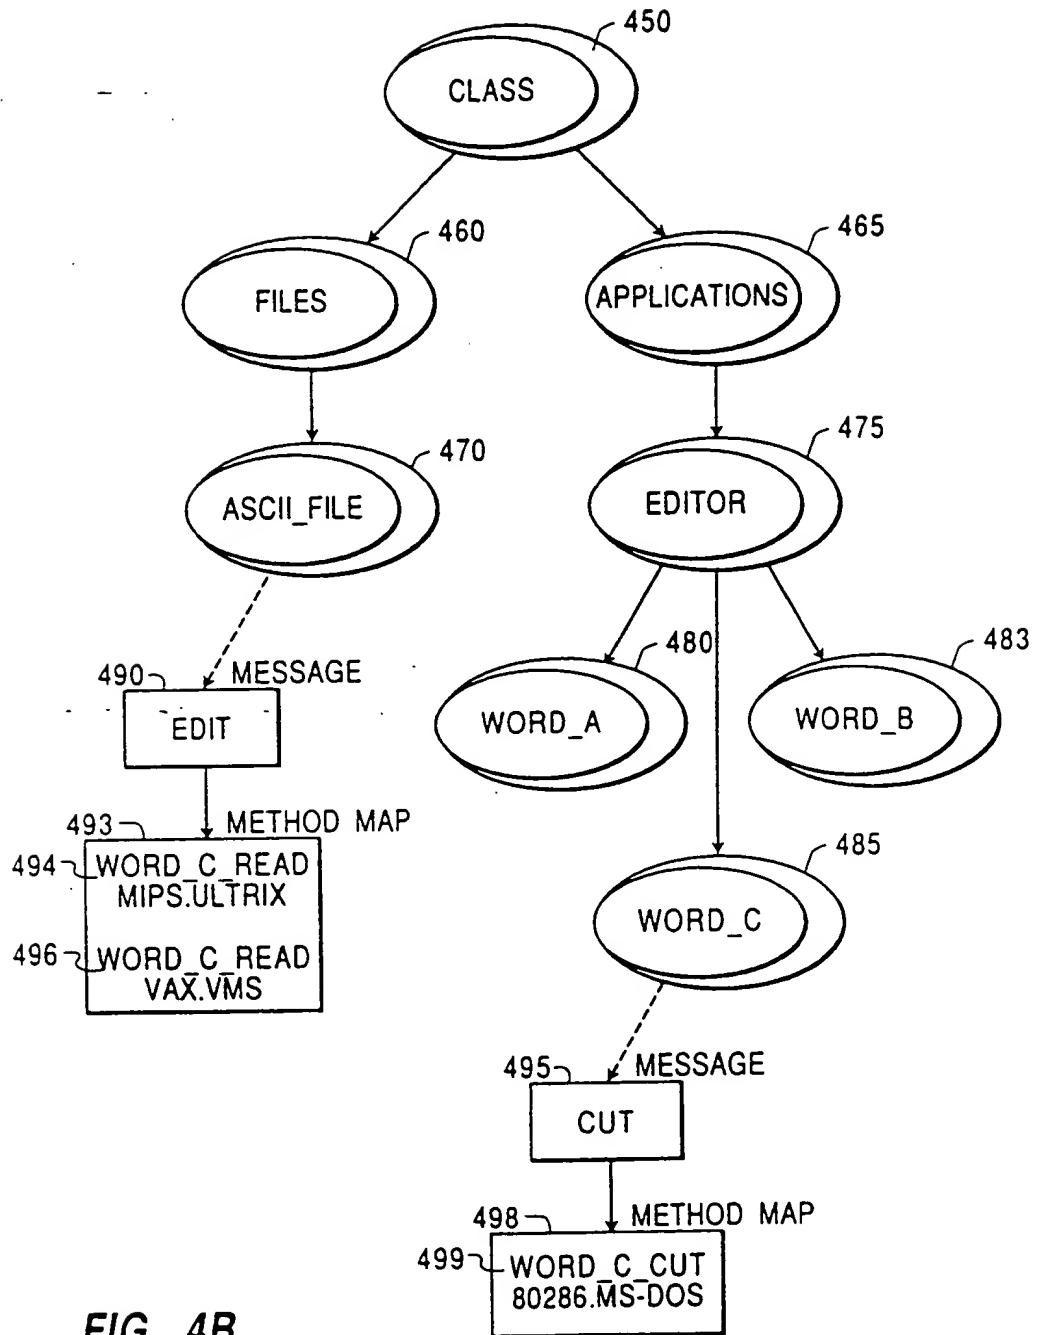 450
CLASS
460
465
FILES
APPLICATIONS
470
475
ASCII_FILE
EDITOR
480
483
490
MESSAGE
EDIT
WORD_A
WORD_B
493
METHOD MAP
494
WORD_C_READ
MIPS.ULTRIX
496
WORD_C_READ
VAX.VMS
485
WORD_C
495
MESSAGE
CUT
498
METHOD MAP
499
WORD_C_CUT
80286.MS-DOS
FIG. 4B